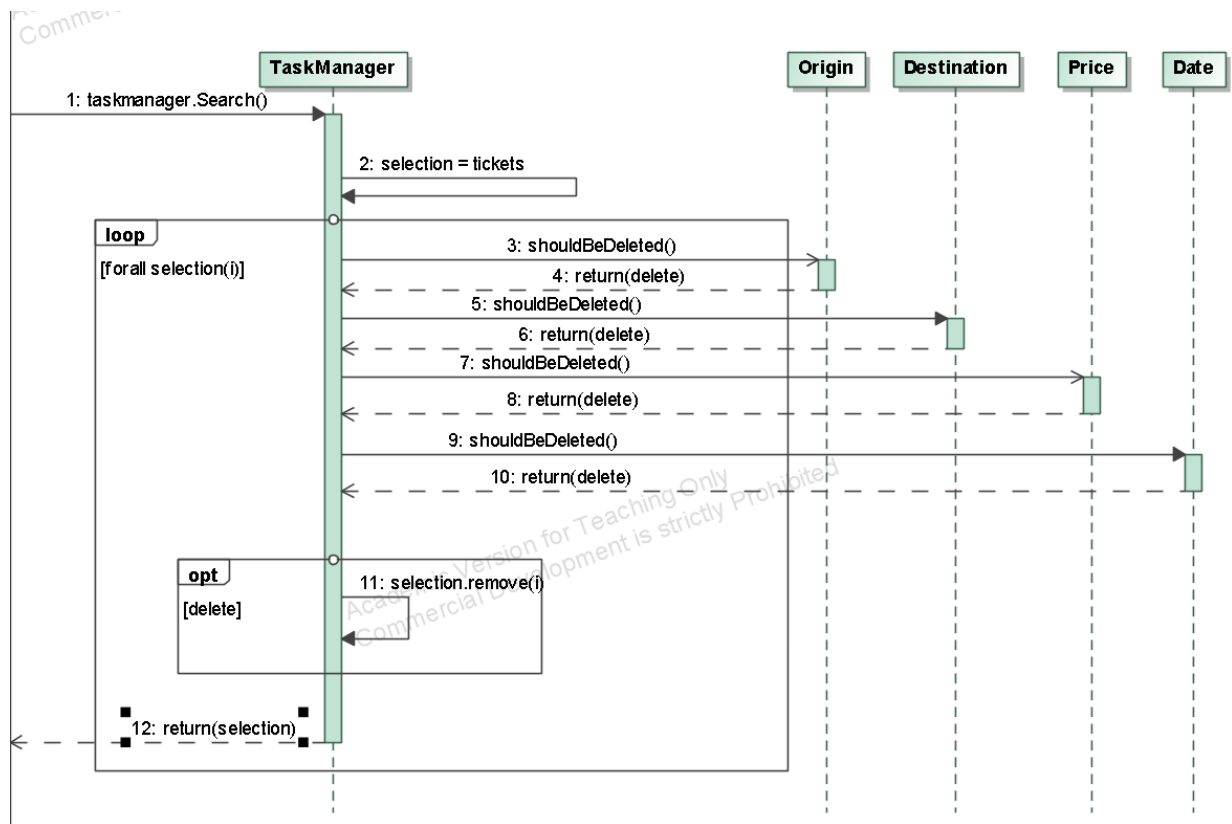 Commerc
TaskManager
Origin
Destination
Price
Date
1: taskmanager.Search()
2: selection = tickets
loop
[forall selection(i)]
3: shouldBeDeleted()
4: return(delete)
5: shouldBeDeleted()
6: return(delete)
7: shouldBeDeleted()
8: return(delete)
9: shouldBeDeleted()
10: return(delete)
Academic Version for Teaching Only
Commercial Development is strictly Prohibited
opt
[delete]
11: selection.remove(i)
12: return(selection)